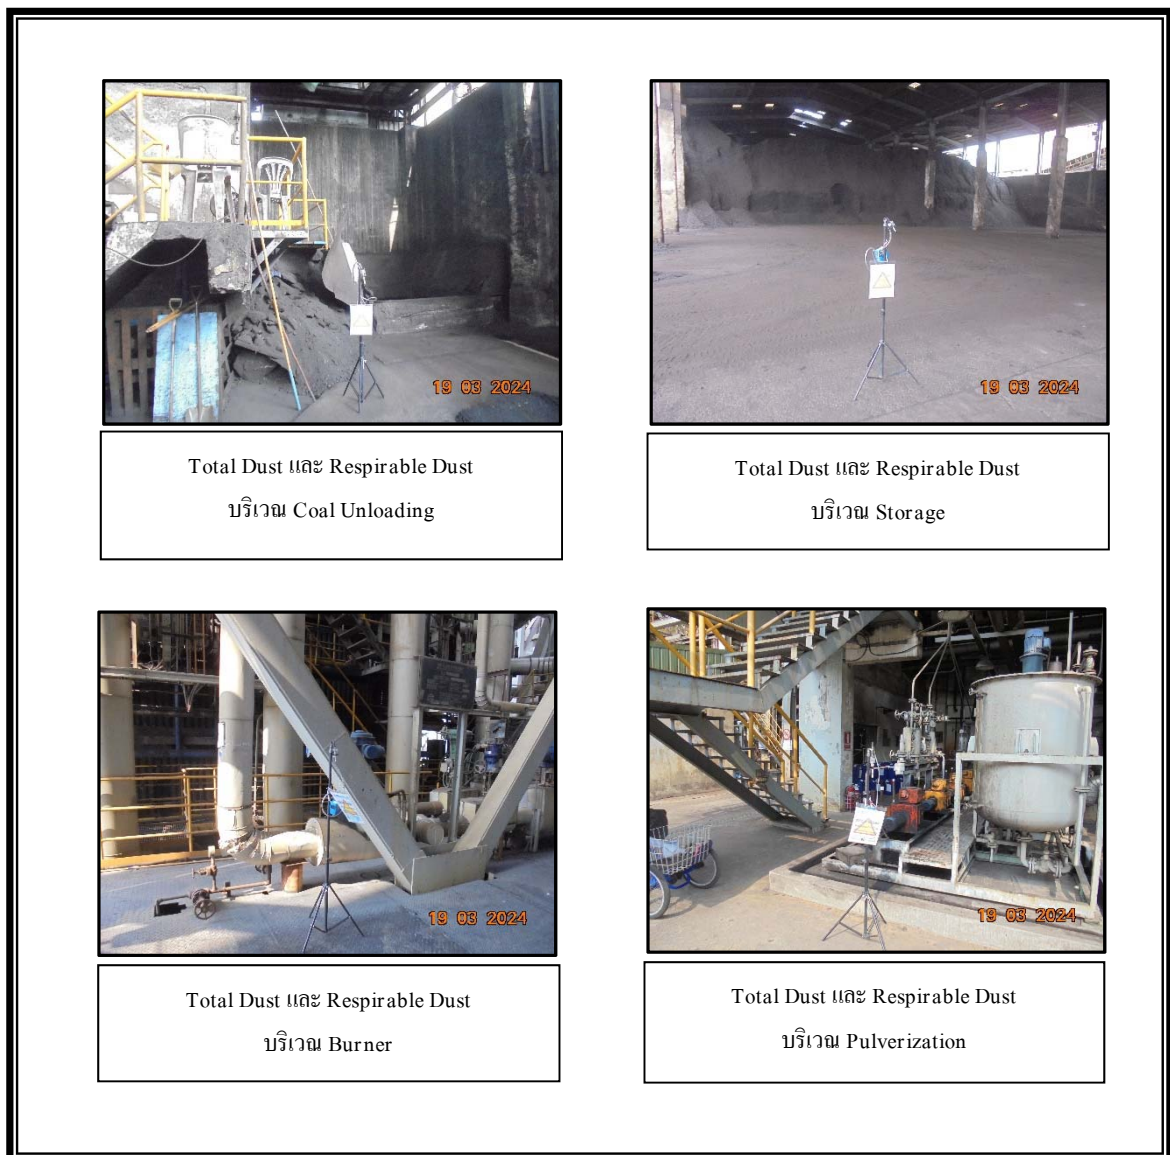 19 03 2024
19 03 2024
Total Dust และ Respirable Dust
บริเวณ Coal Unloading
Total Dust และ Respirable Dust
บริเวณ Storage
19 03 2024
19 03 2024
Total Dust และ Respirable Dust
บริเวณ Burner
Total Dust และ Respirable Dust
บริเวณ Pulverization